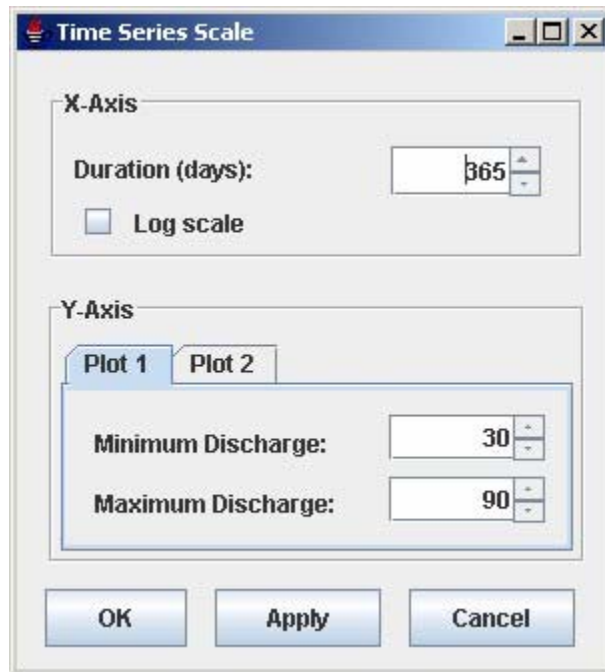 Time Series Scale
X-Axis
Duration (days): 365
Log scale
Y-Axis
Plot 1 Plot 2
Minimum Discharge: 30
Maximum Discharge: 90
OK Apply Cancel